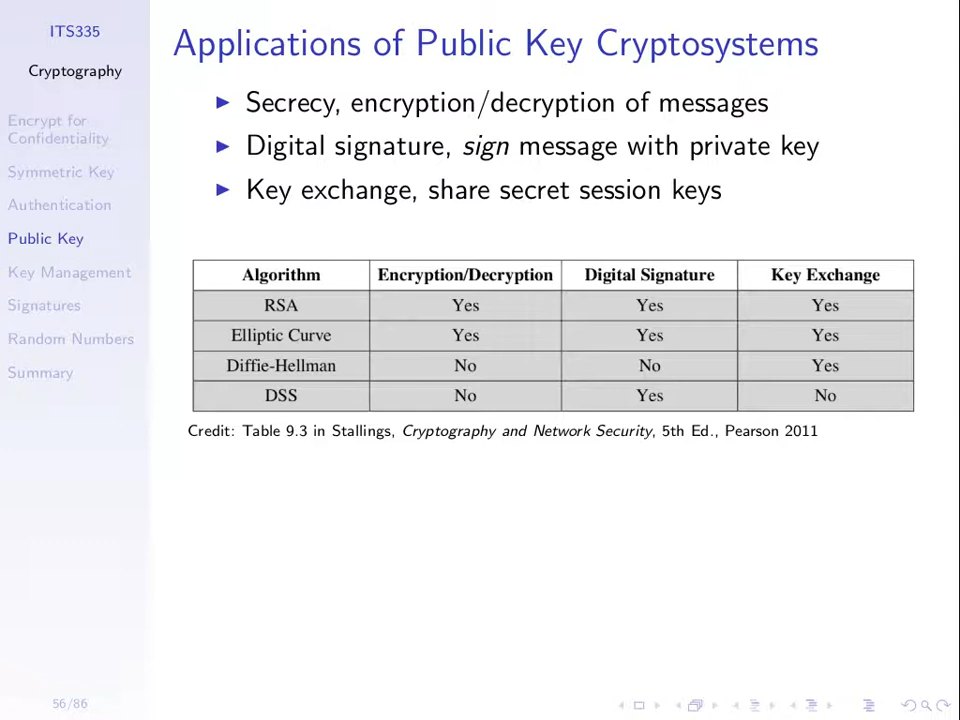 ITS335
Cryptography
Encrypt for
Confidentiality
Symmetric Key
Authentication
Public Key
Key Management
Signatures
Random Numbers
Summary
56/86
Applications of Public Key Cryptosystems
Secrecy, encryption/decryption of messages
Digital signature, sign message with private key
Key exchange, share secret session keys
Algorithm Encryption/Decryption Digital Signature Key Exchange
RSA Yes Yes Yes
Elliptic Curve Yes Yes Yes
Diffie-Hellman No No Yes
DSS No Yes No
Credit: Table 9.3 in Stallings, Cryptography and Network Security, 5th Ed., Pearson 2011